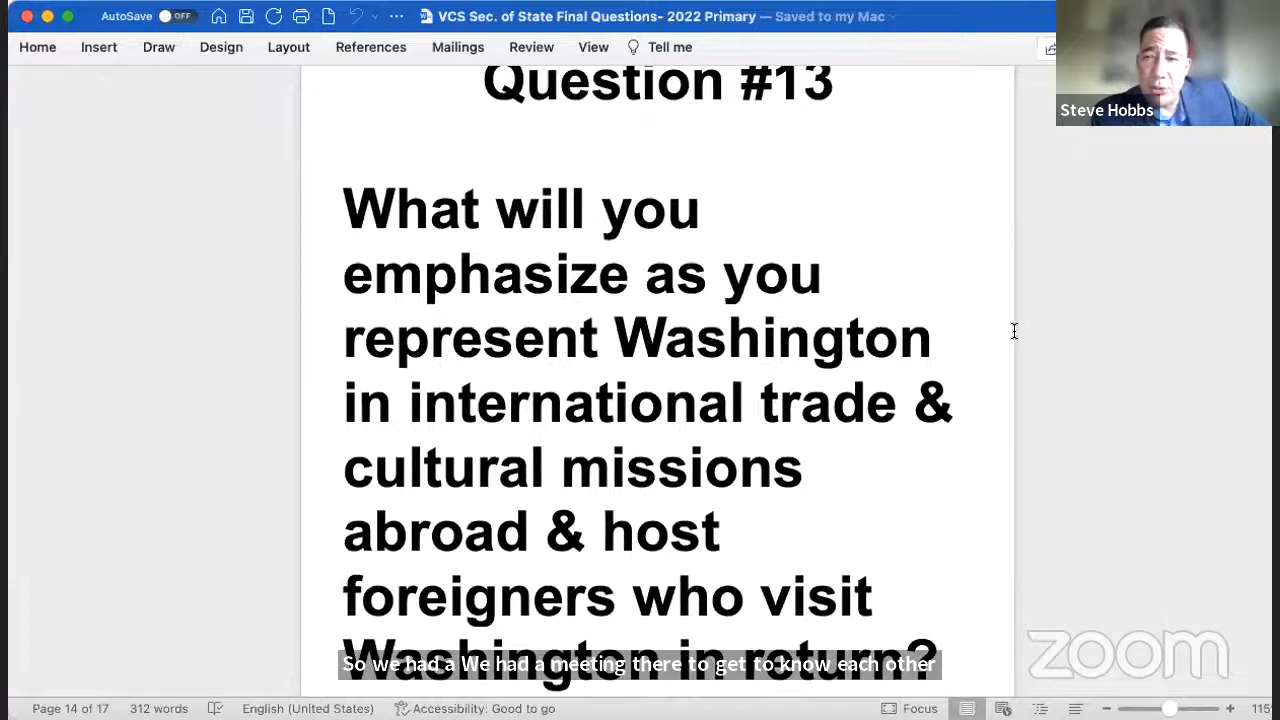 AutoSave OFF ... VCS Sec. of State Final Questions- 2022 Primary — Saved to my Mac
Home Insert Draw Design Layout References Mailings Review View Tell me
Steve Hobbs
Question #13
What will you
emphasize as you
represent Washington
in international trade &
cultural missions
abroad & host
foreigners who visit
Washington in return?
So we had a We had a meeting there to get to know each other
zoom
Page 14 of 17 312 words English (United States) Accessibility: Good to go Focus 115